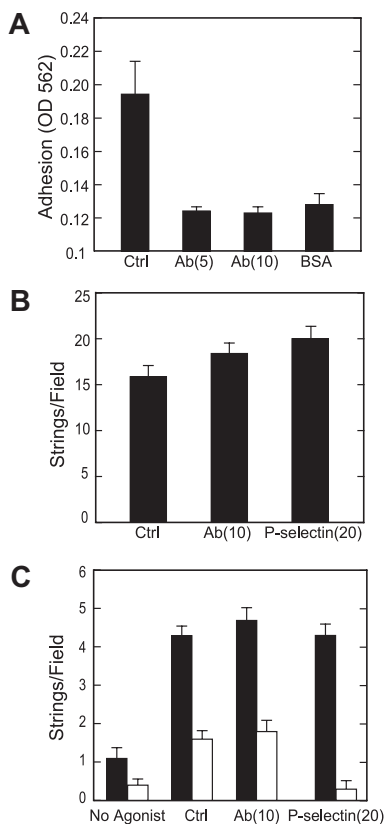 A
Adhesion (OD 562)
0.24
0.22
0.20
0.18
0.16
0.14
0.12
0.1
Ctrl Ab(5) Ab(10) BSA
B
Strings/Field
25
20
15
10
5
0
Ctrl Ab(10) P-selectin(20)
C
Strings/Field
6
5
4
3
2
1
0
No Agonist Ctrl Ab(10) P-selectin(20)